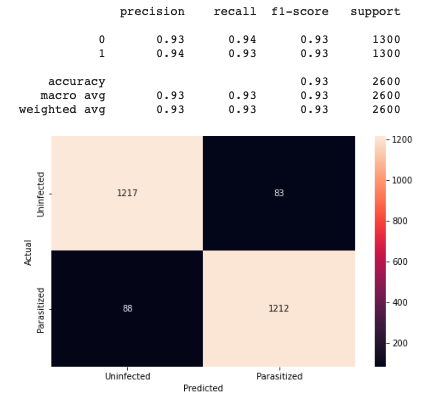 precision recall f1-score support
0 0.93 0.94 0.93 1300
1 0.94 0.93 0.93 1300
accuracy 0.93 2600
macro avg 0.93 0.93 0.93 2600
weighted avg 0.93 0.93 0.93 2600
Actual
Uninfected
Parasitized
1217 83
88 1212
Uninfected Parasitized
Predicted
1200
1000
800
600
400
200